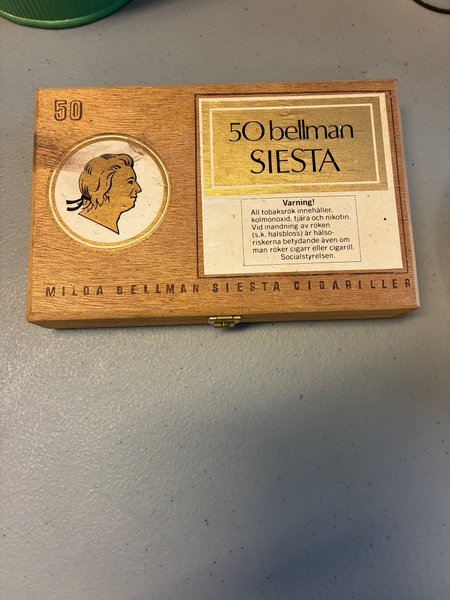 50
50 bellman
SIESTA
Varning!
All tobaksrök innehåller,
kolmonoxid, tjära och nikotin.
Vid inandning av röken
(s.k. halsbloss) är hälso-
riskerna betydande även om
man röker cigarr eller cigarill.
Socialstyrelsen.
MILDA BELLMAN SIESTA CIGARILLER